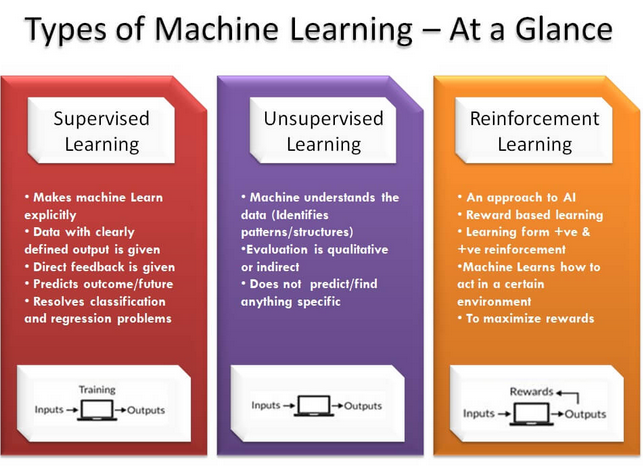 Types of Machine Learning – At a Glance
Supervised
Learning
• Makes machine Learn
explicitly
• Data with clearly
defined output is given
• Direct feedback is given
• Predicts outcome/future
• Resolves classification
and regression problems
Training
Inputs
Outputs
Unsupervised
Learning
• Machine understands the
data (Identifies
patterns/structures)
•Evaluation is qualitative
or indirect
• Does not predict/find
anything specific
Inputs
Outputs
Reinforcement
Learning
• An approach to AI
• Reward based learning
• Learning form +ve &
+ve reinforcement
•Machine Learns how to
act in a certain
environment
• To maximize rewards
Rewards
Inputs
Outputs